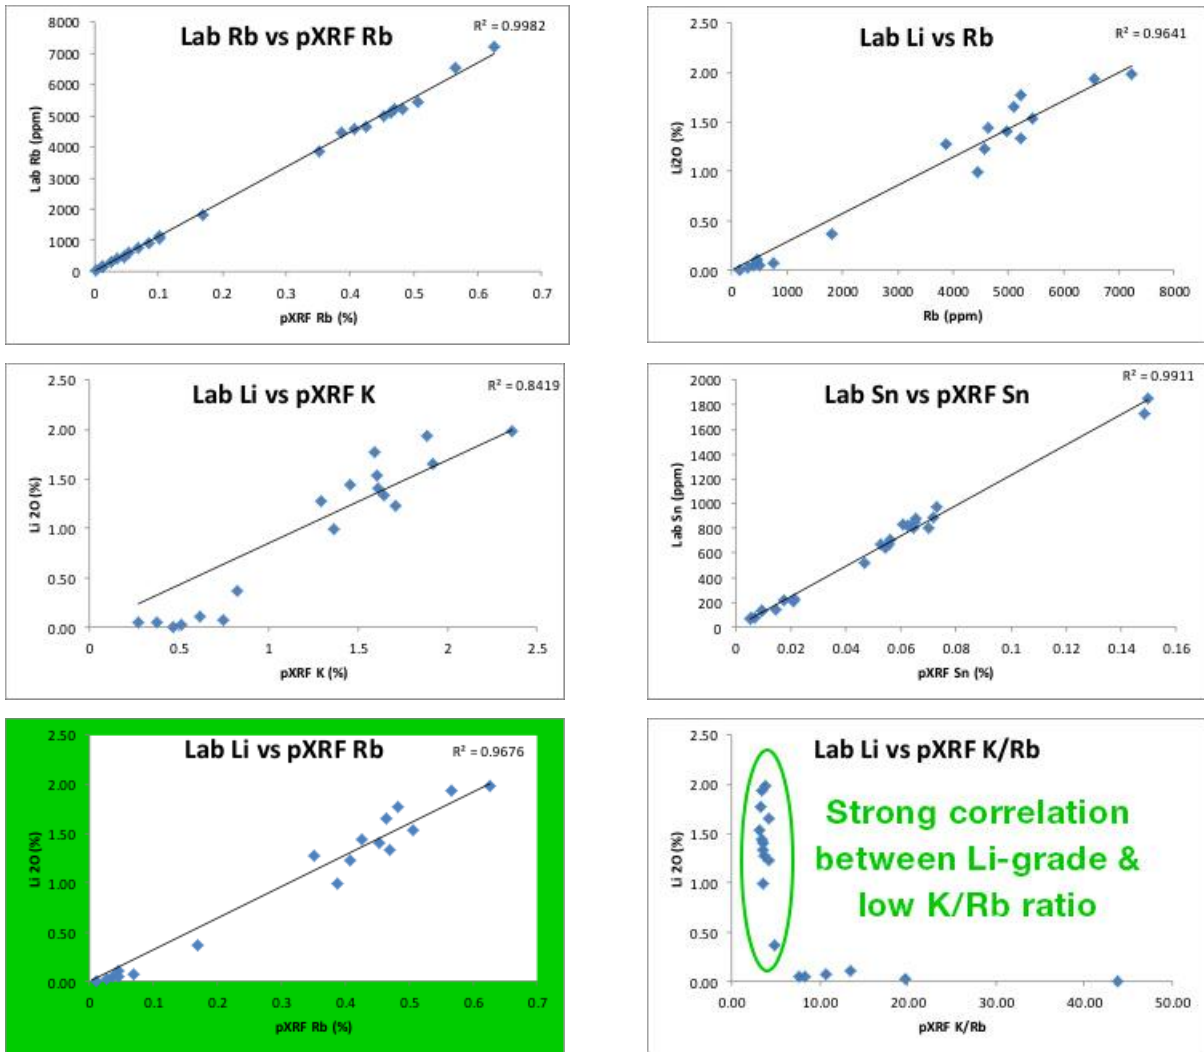 Lab Rb vs pXRF Rb
R² = 0.9982
8000
7000
6000
5000
4000
3000
2000
1000
0
Lab Rb (ppm)
0 0.1 0.2 0.3 0.4 0.5 0.6 0.7
pXRF Rb (%)
Lab Li vs Rb
R² = 0.9641
2.50
2.00
1.50
1.00
0.50
0.00
Li2O (%)
0 1000 2000 3000 4000 5000 6000 7000 8000
Rb (ppm)
Lab Li vs pXRF K
R² = 0.8419
2.50
2.00
1.50
1.00
0.50
0.00
Li 2O (%)
0 0.5 1 1.5 2 2.5
pXRF K (%)
Lab Sn vs pXRF Sn
R² = 0.9911
2000
1800
1600
1400
1200
1000
800
600
400
200
0
Lab Sn (ppm)
0 0.02 0.04 0.06 0.08 0.1 0.12 0.14 0.16
pXRF Sn (%)
Lab Li vs pXRF Rb
R² = 0.9676
2.50
2.00
1.50
1.00
0.50
0.00
Li 2O (%)
0 0.1 0.2 0.3 0.4 0.5 0.6 0.7
pXRF Rb (%)
Lab Li vs pXRF K/Rb
2.50
2.00
1.50
1.00
0.50
0.00
Li 2O (%)
Strong correlation
between Li-grade &
low K/Rb ratio
0.00 10.00 20.00 30.00 40.00 50.00
pXRF K/Rb